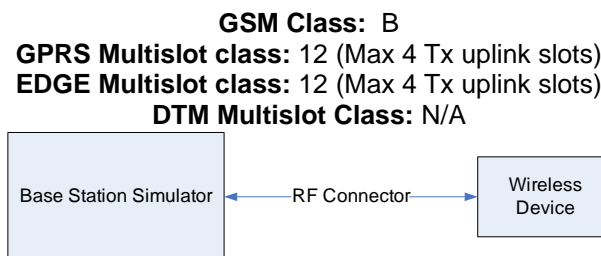 GSM Class: B
GPRS Multislot class: 12 (Max 4 Tx uplink slots)
EDGE Multislot class: 12 (Max 4 Tx uplink slots)
DTM Multislot Class: N/A
Base Station Simulator
RF Connector
Wireless
Device